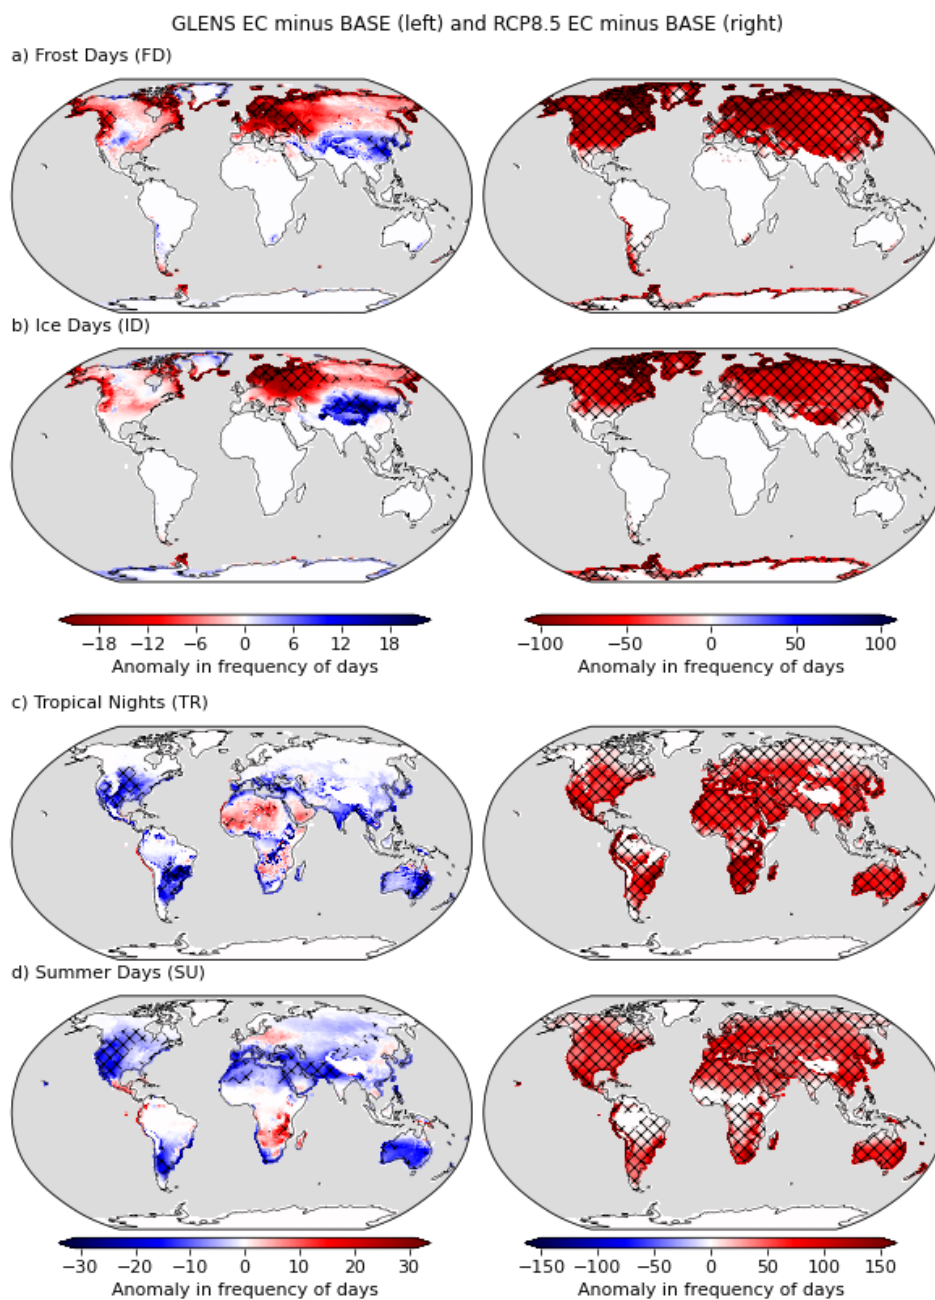 GLENS EC minus BASE (left) and RCP8.5 EC minus BASE (right)
a) Frost Days (FD)
b) Ice Days (ID)
−18 −12 −6 0 6 12 18
Anomaly in frequency of days
−100 −50 0 50 100
Anomaly in frequency of days
c) Tropical Nights (TR)
d) Summer Days (SU)
−30 −20 −10 0 10 20 30
Anomaly in frequency of days
−150 −100 −50 0 50 100 150
Anomaly in frequency of days